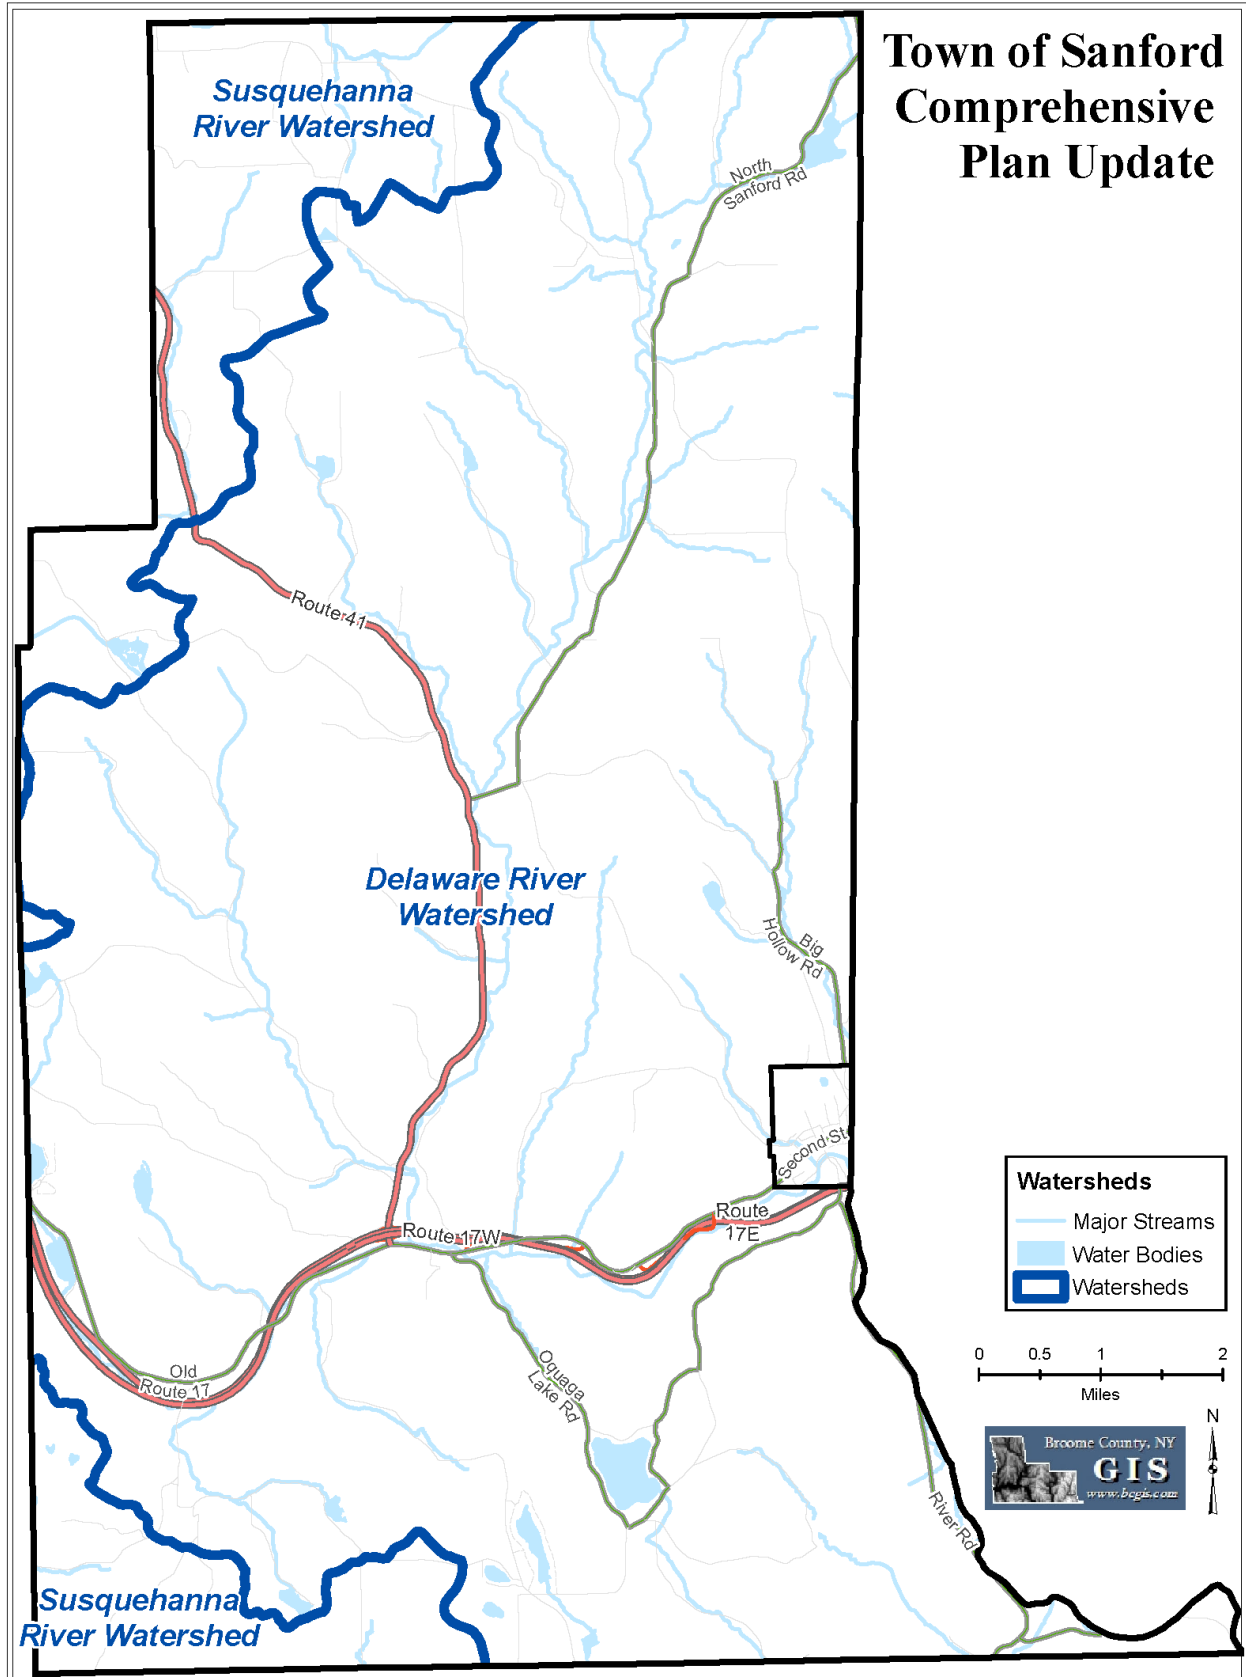 Town of Sanford
Comprehensive
Plan Update
Susquehanna
River Watershed
North
Sanford Rd
Route 41
Delaware River
Watershed
Big
Hollow Rd
Second St
Route 17W
Route
17E
Old
Route 17
Oquaga
Lake Rd
River Rd
Susquehanna
River Watershed
Watersheds
Major Streams
Water Bodies
Watersheds
0 0.5 1 2
Miles
N
Broome County, NY
GIS
www.bcgis.com